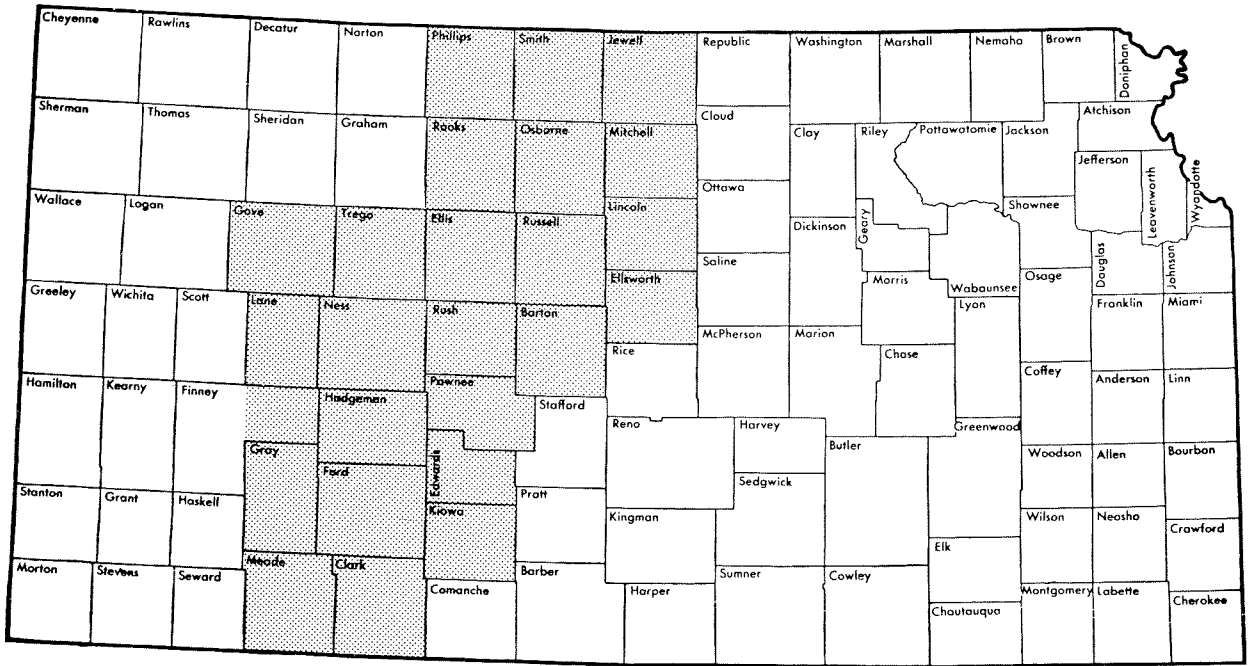 Cheyenne
Rawlins
Decatur
Norton
Phillips
Smith
Jewell
Republic
Washington
Marshall
Nemaha
Brown
Doniphan
Sherman
Thomas
Sheridan
Graham
Rooks
Osborne
Mitchell
Cloud
Clay
Riley
Pottawatomie
Jackson
Atchison
Jefferson
Leavenworth
Wyandotte
Wallace
Logan
Gove
Trego
Ellis
Russell
Lincoln
Ottawa
Dickinson
Geary
Shawnee
Ellsworth
Saline
Morris
Wabaunsee
Osage
Douglas
Johnson
Greeley
Wichita
Scott
Lane
Ness
Rush
Barton
Rice
McPherson
Marion
Chase
Lyon
Franklin
Miami
Hamilton
Kearny
Finney
Hodgeman
Pawnee
Stafford
Reno
Harvey
Butler
Greenwood
Coffey
Anderson
Linn
Gray
Ford
Edwards
Sedgwick
Woodson
Allen
Bourbon
Stanton
Grant
Haskell
Kiowa
Pratt
Kingman
Wilson
Neosho
Crawford
Morton
Stevens
Seward
Meade
Clark
Comanche
Barber
Harper
Sumner
Cowley
Elk
Chautauqua
Montgomery
Labette
Cherokee